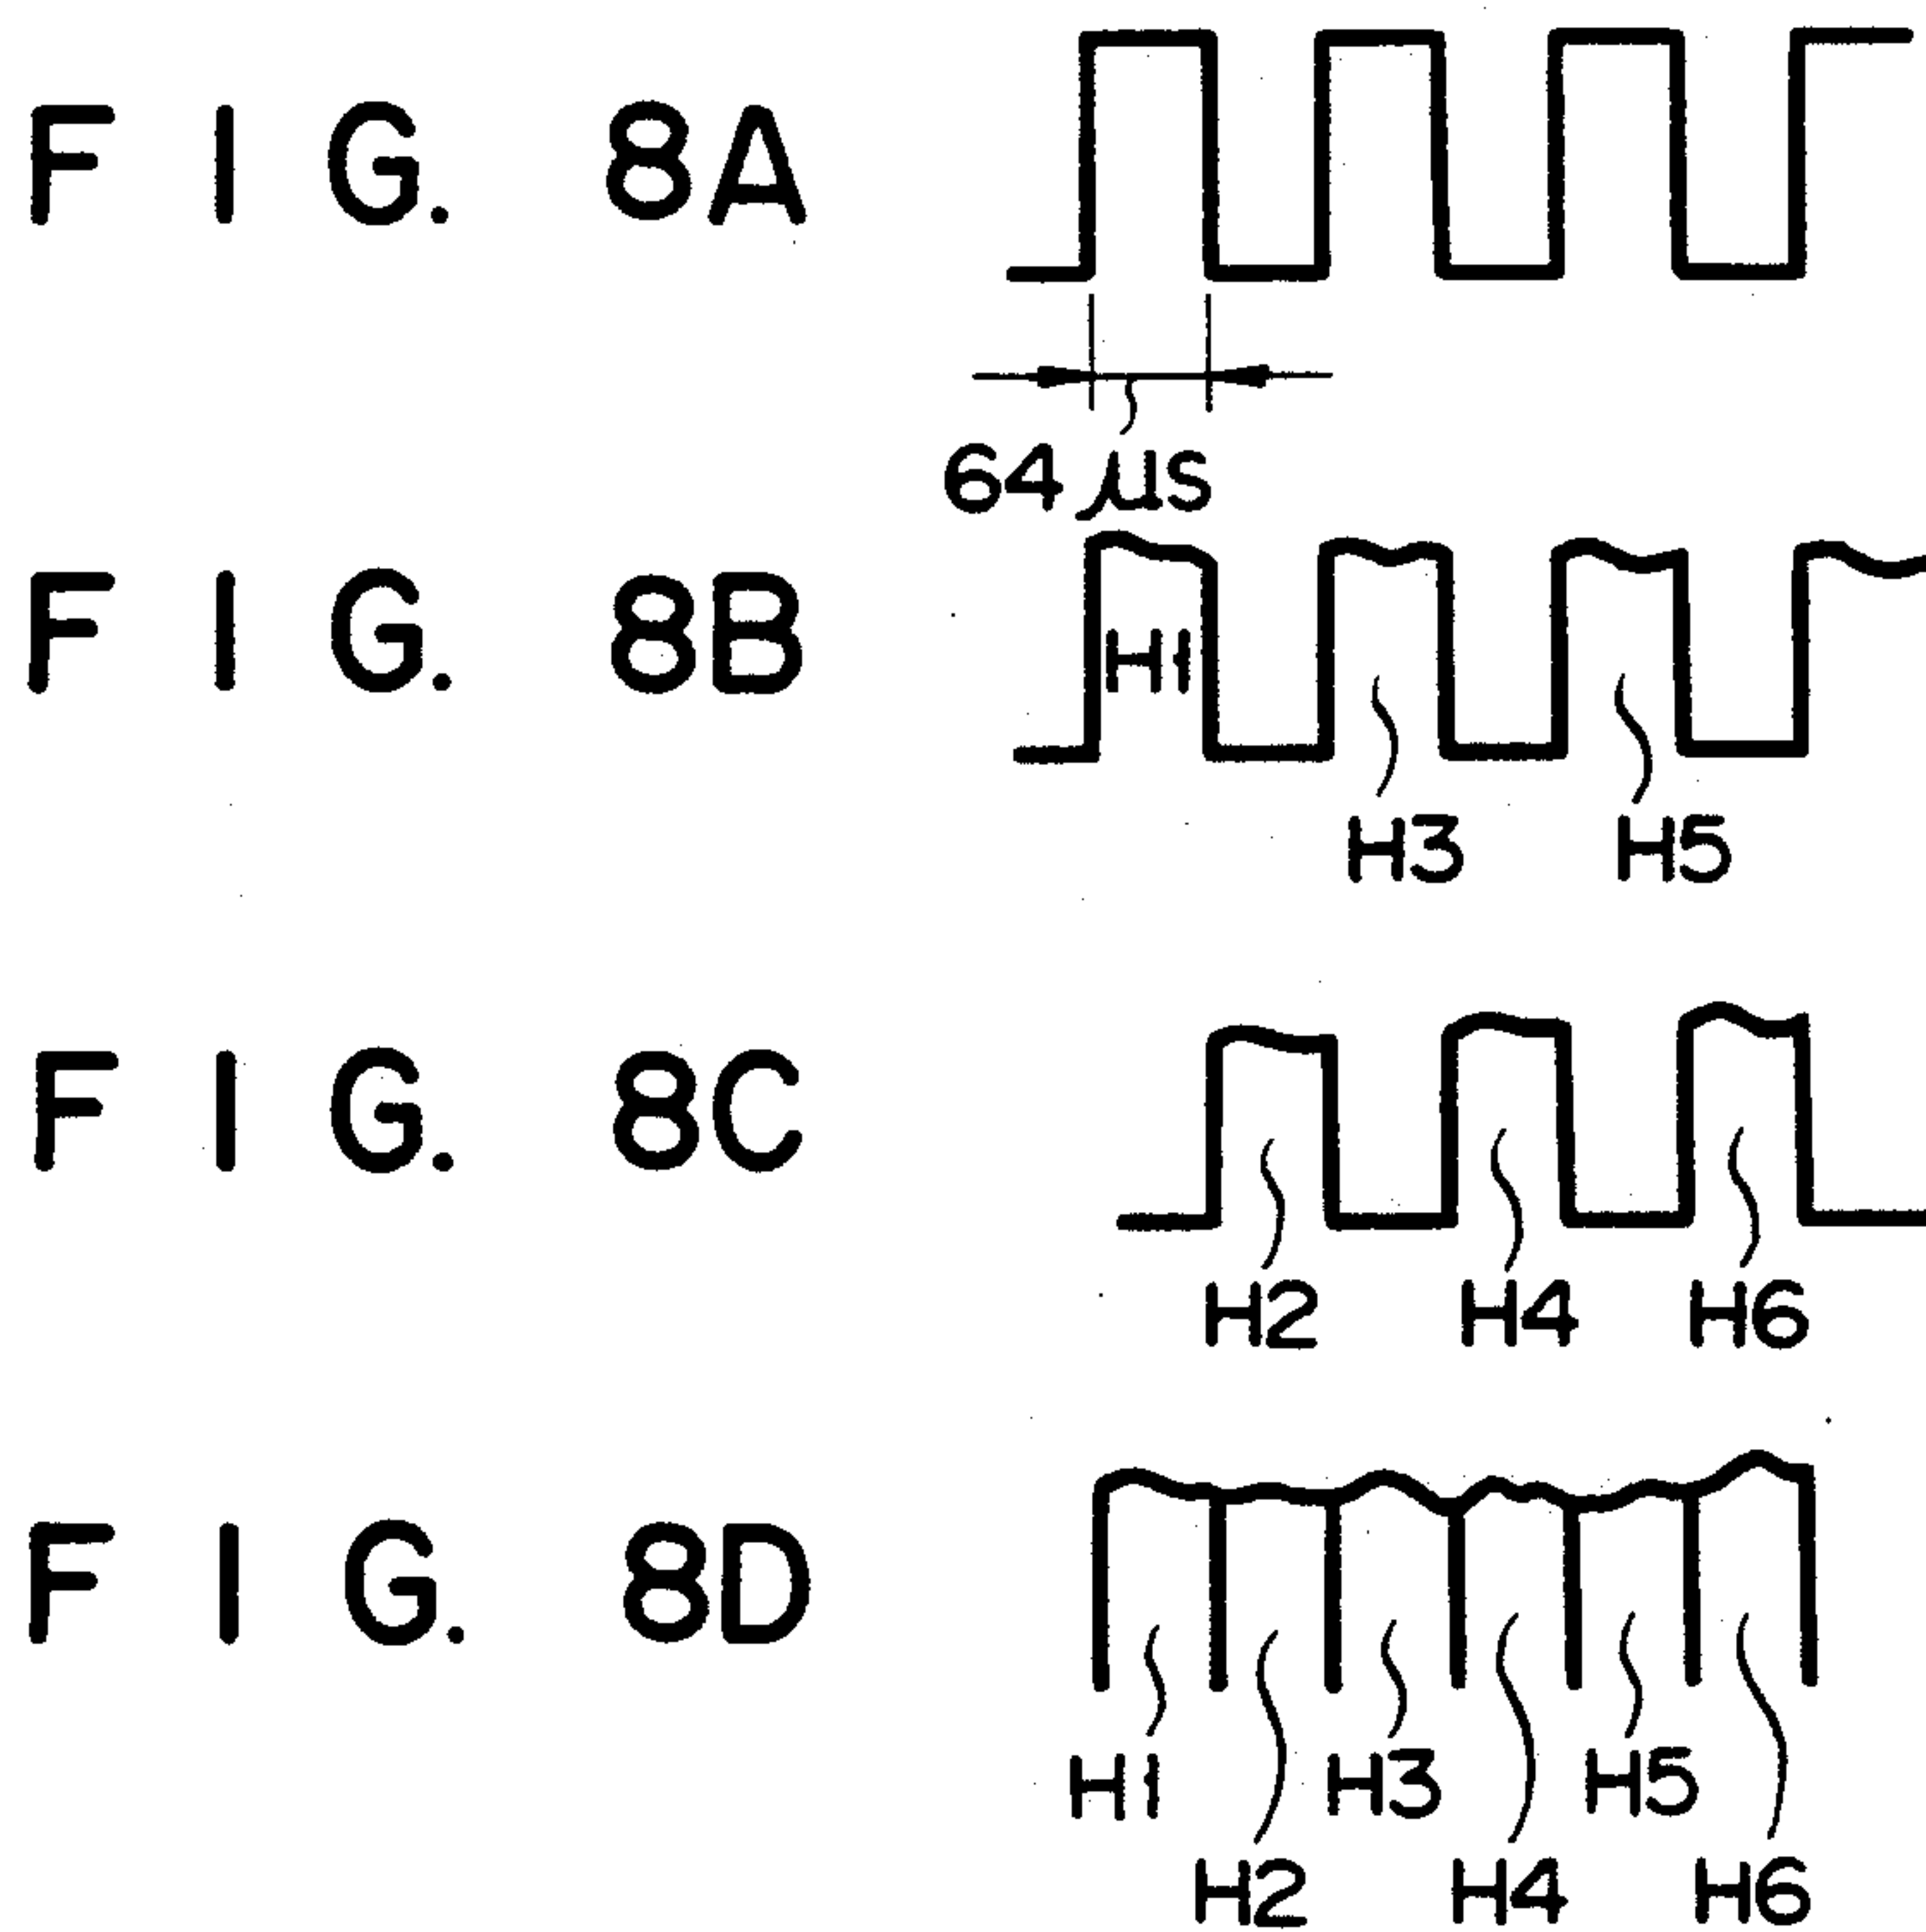 FIG. 8A
64 μs
FIG. 8B
H1
H3 H5
FIG. 8C
H2 H4 H6
FIG. 8D
H1 H3 H5
H2 H4 H6